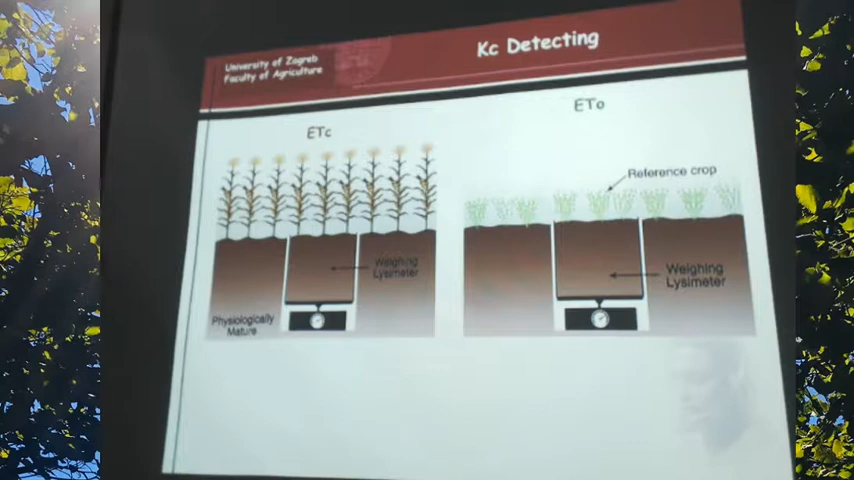 University of Zagreb
Faculty of Agriculture
Kc Detecting
ETc
ETo
Reference crop
Weighing
Lysimeter
Weighing
Lysimeter
Physiologically
Mature